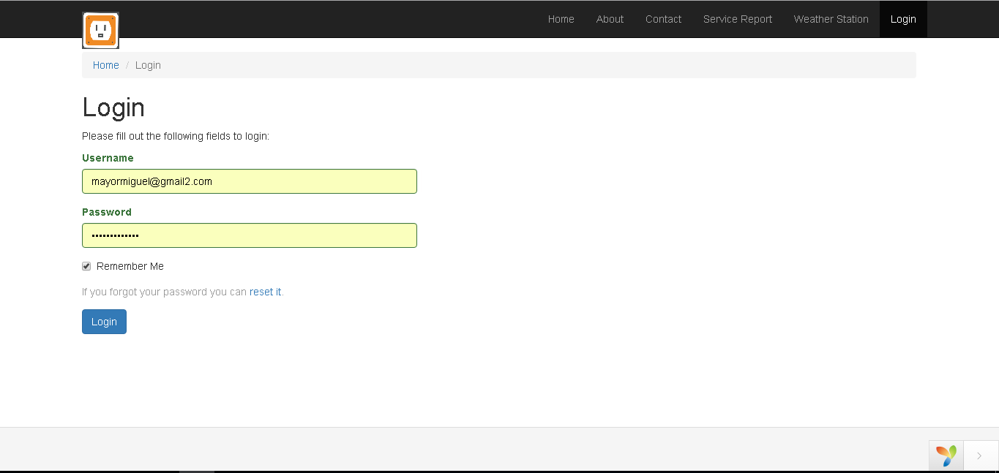 Home About Contact Service Report Weather Station Login
Home / Login
Login
Please fill out the following fields to login:
Username
mayormiguel@gmail2.com
Password
•••••••••••••
Remember Me
If you forgot your password you can reset it.
Login